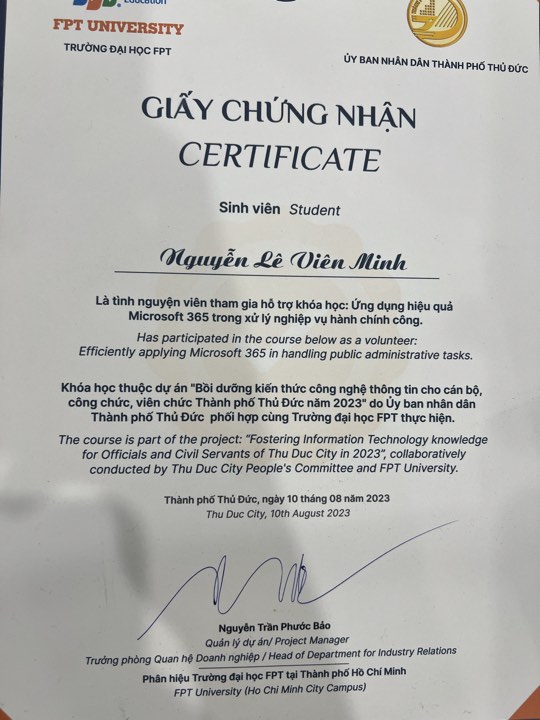 Education
FPT UNIVERSITY
TRƯỜNG ĐẠI HỌC FPT
ỦY BAN NHÂN DÂN THÀNH PHỐ THỦ ĐỨC
GIẤY CHỨNG NHẬN
CERTIFICATE
Sinh viên Student
Nguyễn Lê Viên Minh
Là tình nguyện viên tham gia hỗ trợ khóa học: Ứng dụng hiệu quả
Microsoft 365 trong xử lý nghiệp vụ hành chính công.
Has participated in the course below as a volunteer:
Efficiently applying Microsoft 365 in handling public administrative tasks.
Khóa học thuộc dự án "Bồi dưỡng kiến thức công nghệ thông tin cho cán bộ,
công chức, viên chức Thành phố Thủ Đức năm 2023" do Ủy ban nhân dân
Thành phố Thủ Đức phối hợp cùng Trường đại học FPT thực hiện.
The course is part of the project: "Fostering Information Technology knowledge
for Officials and Civil Servants of Thu Duc City in 2023", collaboratively
conducted by Thu Duc City People's Committee and FPT University.
Thành phố Thủ Đức, ngày 10 tháng 08 năm 2023
Thu Duc City, 10th August 2023
Nguyễn Trần Phước Bảo
Quản lý dự án/ Project Manager
Trưởng phòng Quan hệ Doanh nghiệp / Head of Department for Industry Relations
Phân hiệu Trường đại học FPT tại Thành phố Hồ Chí Minh
FPT University (Ho Chi Minh City Campus)